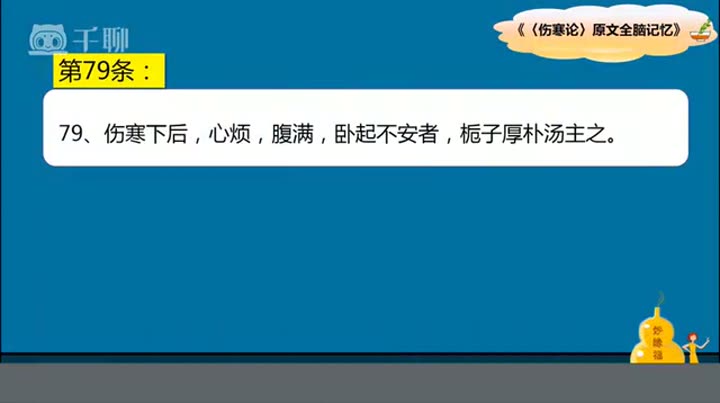 千聊
《〈伤寒论〉原文全脑记忆》
第79条：
79、伤寒下后，心烦，腹满，卧起不安者，栀子厚朴汤主之。